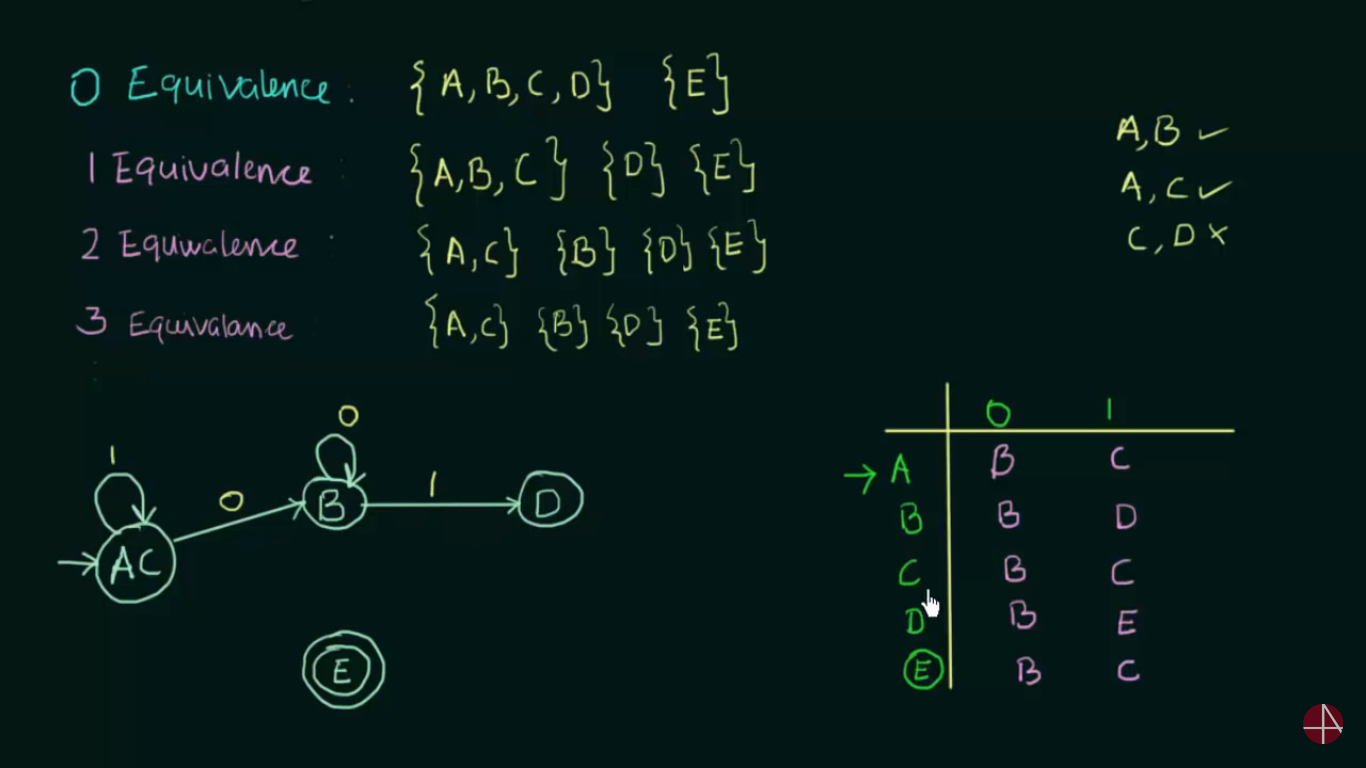 0 Equivalence : {A, B, C, D} {E}
1 Equivalence {A, B, C} {D} {E}
2 Equivalence : {A, C} {B} {D} {E}
3 Equivalance {A, C} {B} {D} {E}
A, B ✓
A, C ✓
C, D ×
1
0
0
1
AC
B
D
E
0 1
→ A B C
B B D
C B C
D B E
E B C